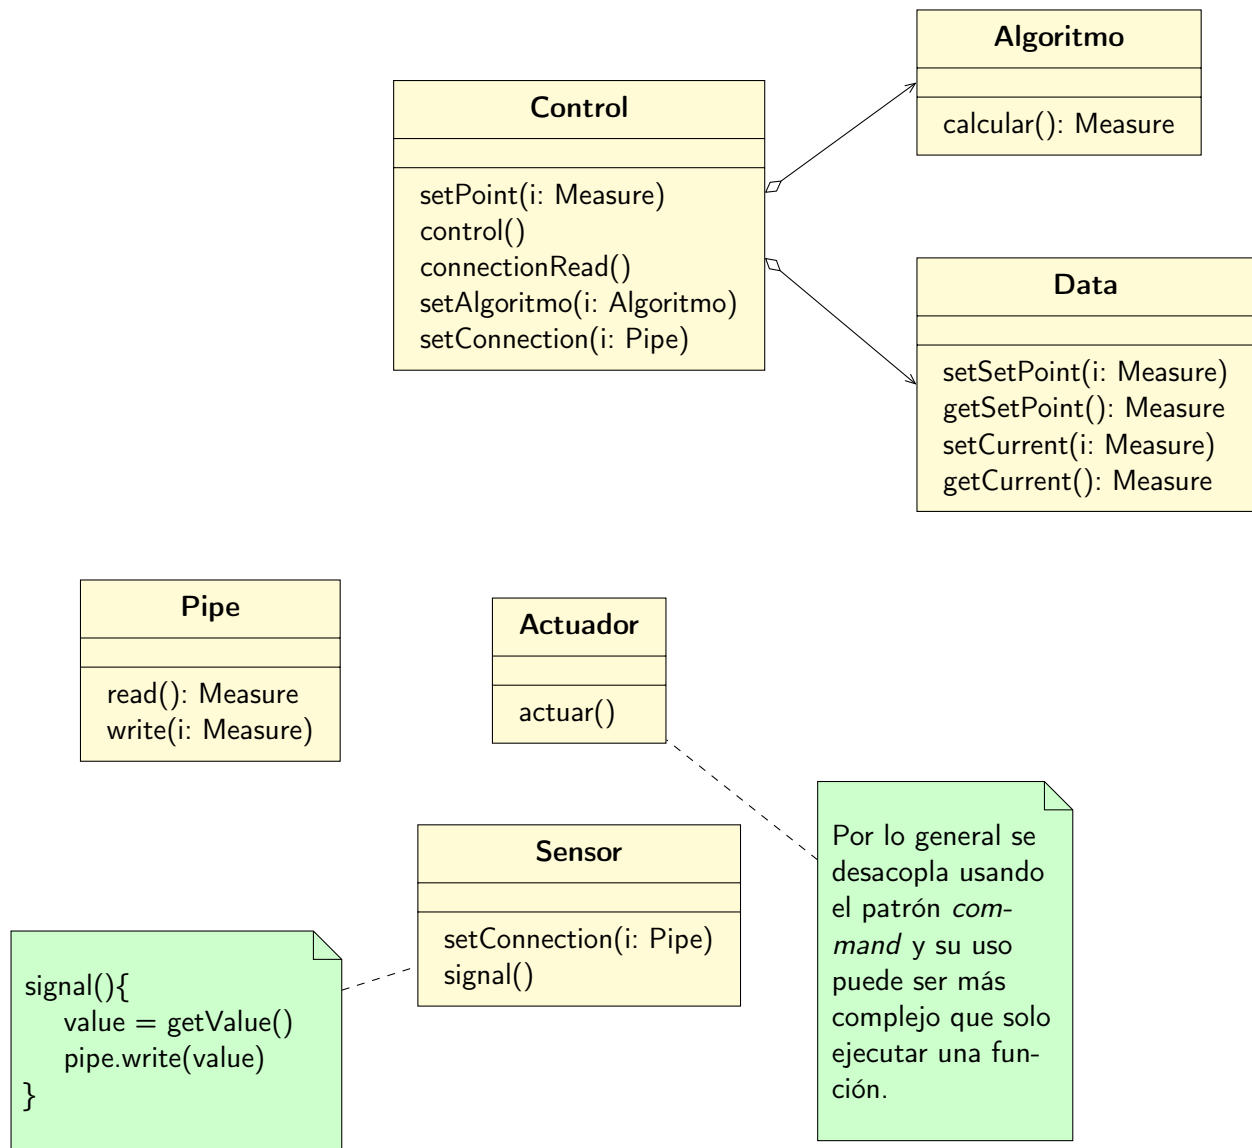 Algoritmo
calcular(): Measure
Control
setPoint(i: Measure)
control()
connectionRead()
setAlgoritmo(i: Algoritmo)
setConnection(i: Pipe)
Data
setSetPoint(i: Measure)
getSetPoint(): Measure
setCurrent(i: Measure)
getCurrent(): Measure
Pipe
read(): Measure
write(i: Measure)
Actuador
actuar()
Sensor
setConnection(i: Pipe)
signal()
Por lo general se
desacopla usando
el patrón com-
mand y su uso
puede ser más
complejo que solo
ejecutar una fun-
ción.
signal(){
value = getValue()
pipe.write(value)
}